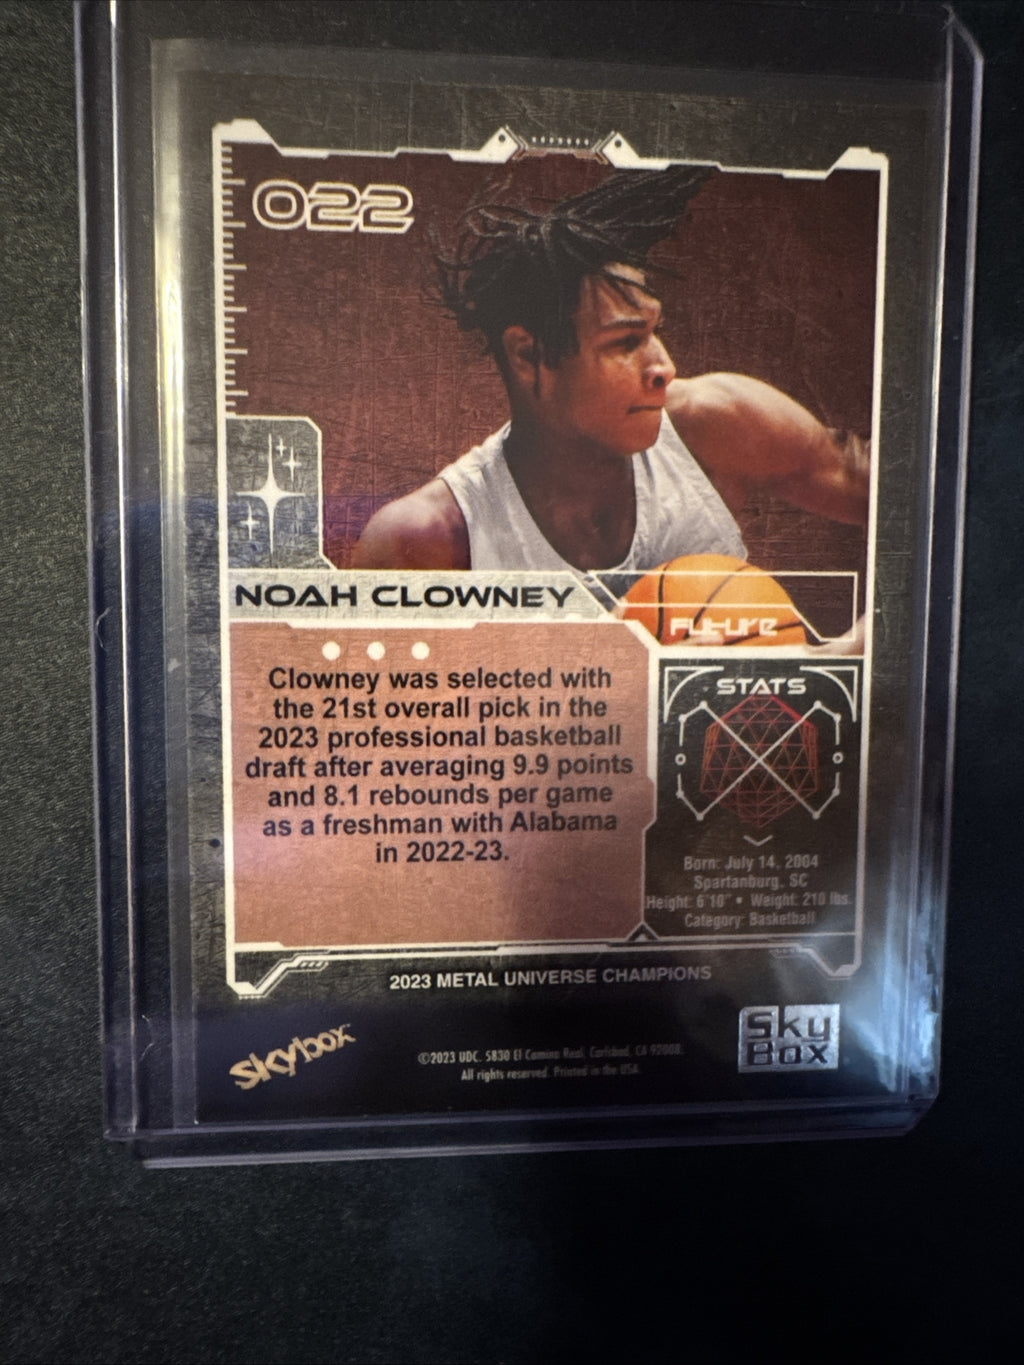 022
NOAH CLOWNEY
FUTURE
Clowney was selected with
the 21st overall pick in the
2023 professional basketball
draft after averaging 9.9 points
and 8.1 rebounds per game
as a freshman with Alabama
in 2022-23.
STATS
Born: July 14, 2004
Spartanburg, SC
Height: 6'10" • Weight: 210 lbs.
Category: Basketball
2023 METAL UNIVERSE CHAMPIONS
skybox
©2023 UDC. 5830 El Camino Real, Carlsbad, CA 92008.
All rights reserved. Printed in the USA.
Sky
Box